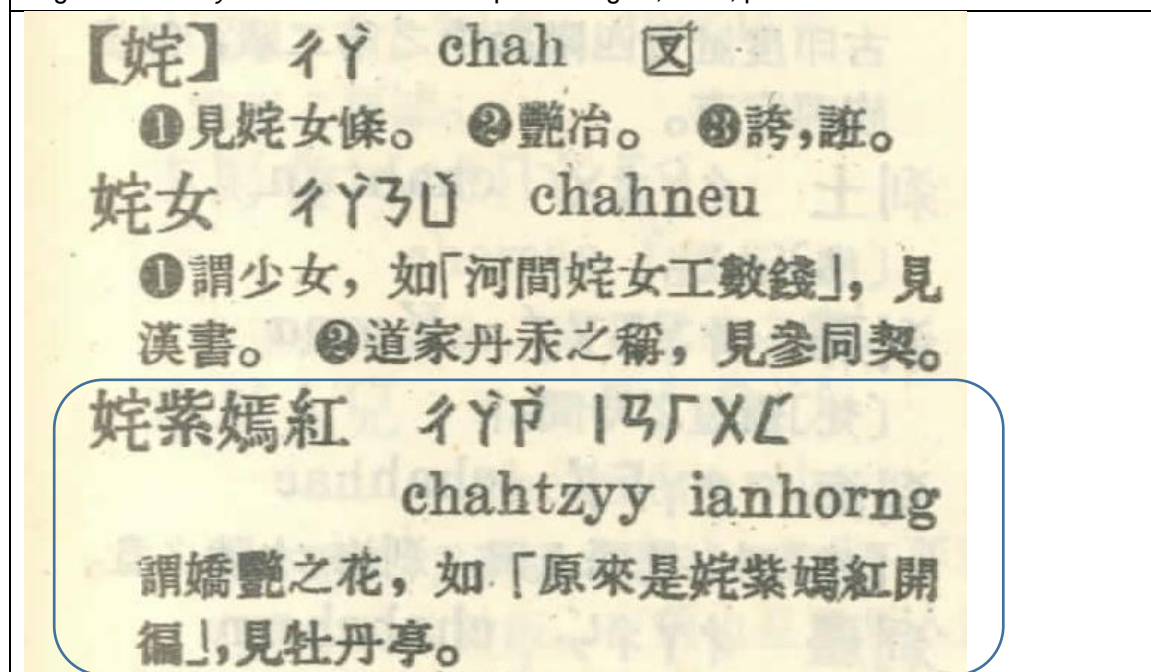 【姹】 ㄔㄚˋ chah 叉
❶見姹女條。 ❷艷冶。 ❸誇,誑。
姹女 ㄔㄚˋㄋㄩˇ chahneu
❶謂少女，如「河間姹女工數錢」，見
漢書。 ❷道家丹汞之稱，見參同契。
姹紫嫣紅 ㄔㄚˋㄗˇ ㄧㄢㄏㄨㄥˊ
chahtzyy ianhorng
謂嬌豔之花，如「原來是姹紫嫣紅開
徧」,見牡丹亭。